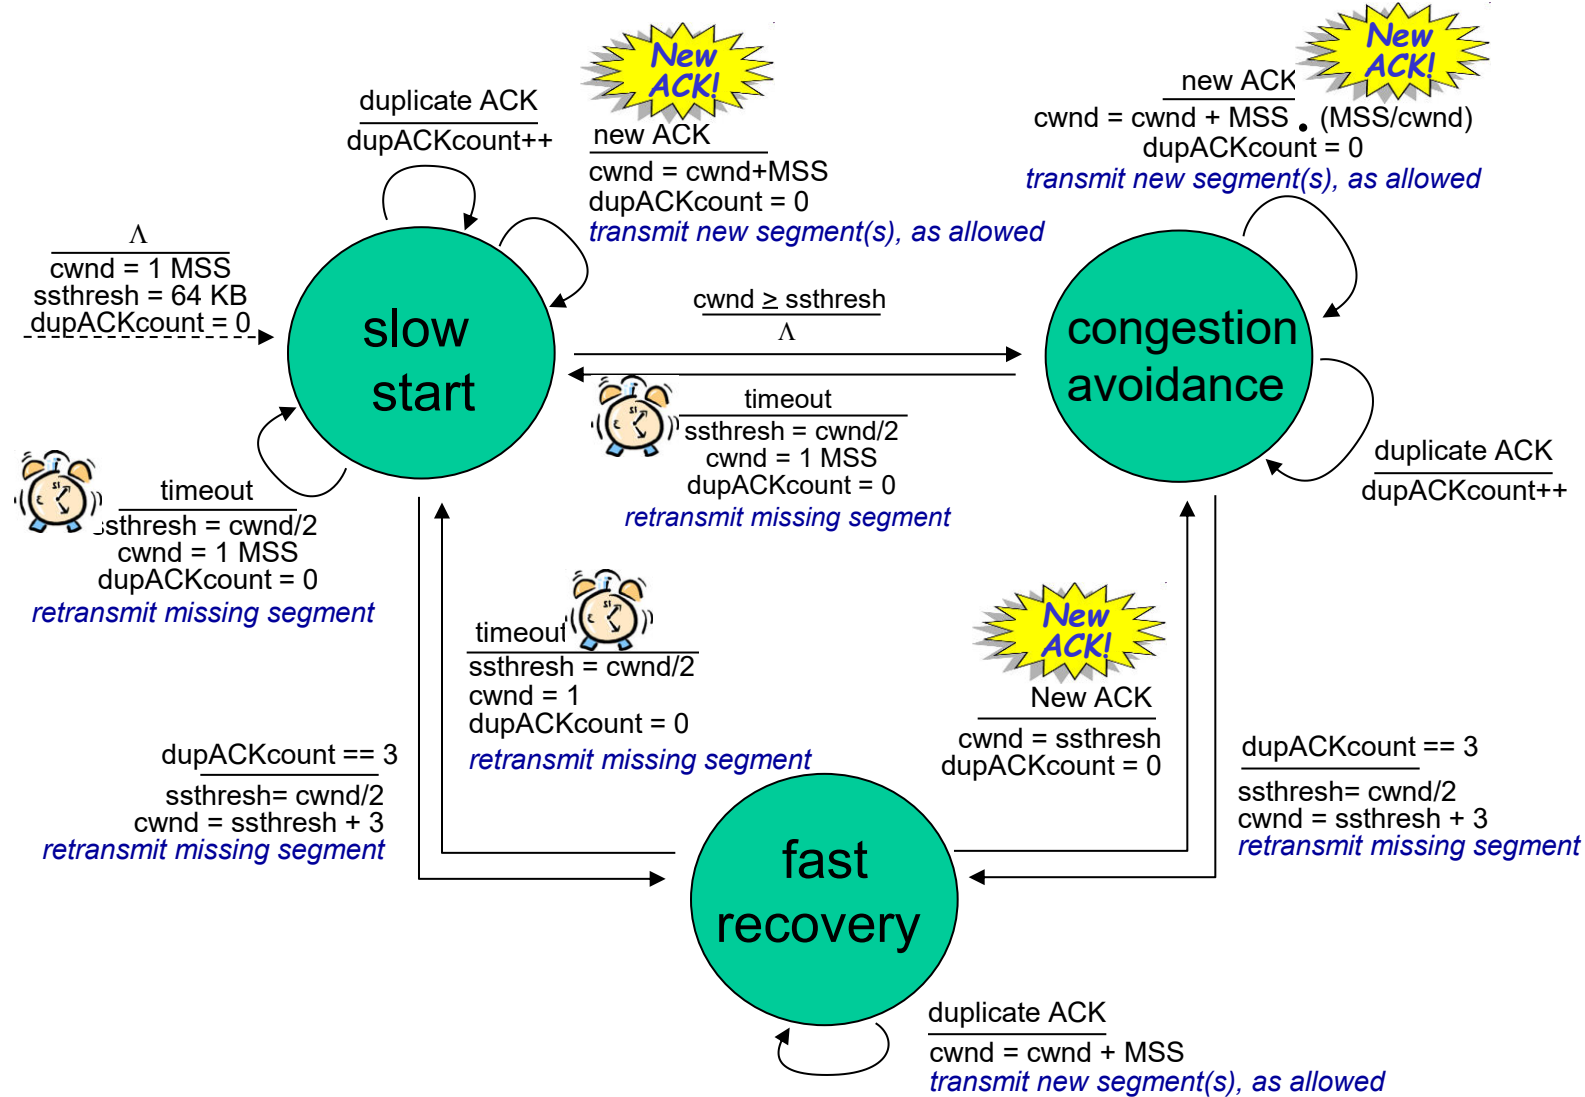 New
ACK!
duplicate ACK
dupACKcount++
new ACK
cwnd = cwnd+MSS
dupACKcount = 0
transmit new segment(s), as allowed
New
ACK!
new ACK
cwnd = cwnd + MSS • (MSS/cwnd)
dupACKcount = 0
transmit new segment(s), as allowed
Λ
cwnd = 1 MSS
ssthresh = 64 KB
dupACKcount = 0
slow
start
cwnd ≥ ssthresh
Λ
congestion
avoidance
timeout
ssthresh = cwnd/2
cwnd = 1 MSS
dupACKcount = 0
retransmit missing segment
duplicate ACK
dupACKcount++
timeout
ssthresh = cwnd/2
cwnd = 1 MSS
dupACKcount = 0
retransmit missing segment
timeout
ssthresh = cwnd/2
cwnd = 1
dupACKcount = 0
retransmit missing segment
New
ACK!
New ACK
cwnd = ssthresh
dupACKcount = 0
dupACKcount == 3
ssthresh= cwnd/2
cwnd = ssthresh + 3
retransmit missing segment
dupACKcount == 3
ssthresh= cwnd/2
cwnd = ssthresh + 3
retransmit missing segment
fast
recovery
duplicate ACK
cwnd = cwnd + MSS
transmit new segment(s), as allowed